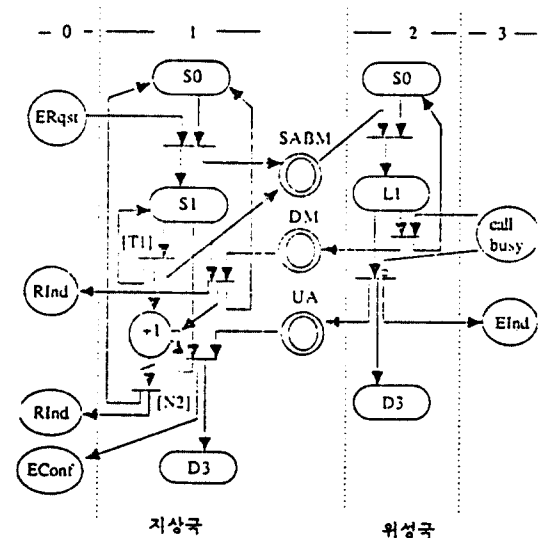 0 1 2 3
S0 S0
ERqst
SABM
S1 L1
DM
[T1] call
busy
RInd UA
+1 EInd
RInd [N2] D3
EConf
D3
지상국 위성국